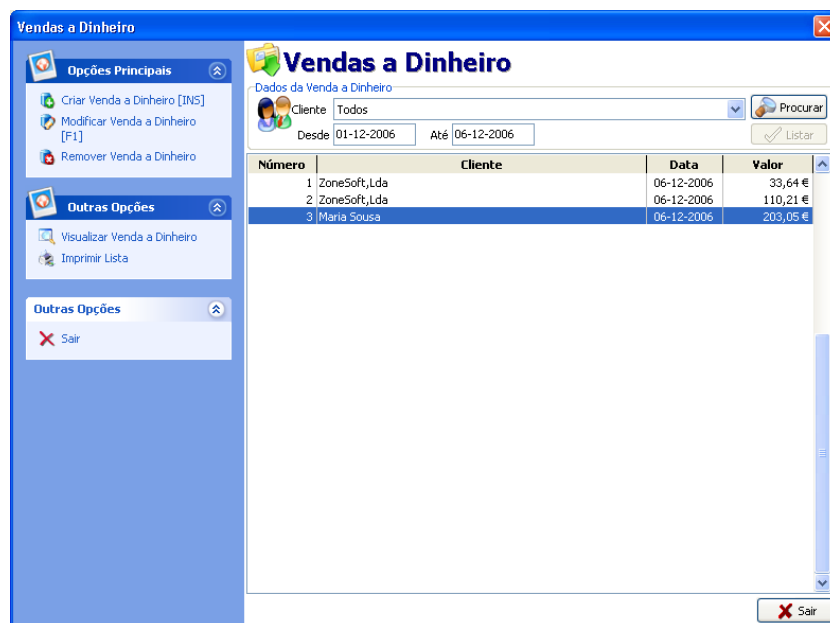 Vendas a Dinheiro
Opções Principais
Criar Venda a Dinheiro [INS]
Modificar Venda a Dinheiro
[F1]
Remover Venda a Dinheiro
Outras Opções
Visualizar Venda a Dinheiro
Imprimir Lista
Outras Opções
Sair
Vendas a Dinheiro
Dados da Venda a Dinheiro
Cliente Todos Procurar
Desde 01-12-2006 Até 06-12-2006 Listar
Número Cliente Data Valor
1 ZoneSoft,Lda 06-12-2006 33,64 €
2 ZoneSoft,Lda 06-12-2006 110,21 €
3 Maria Sousa 06-12-2006 203,05 €
Sair